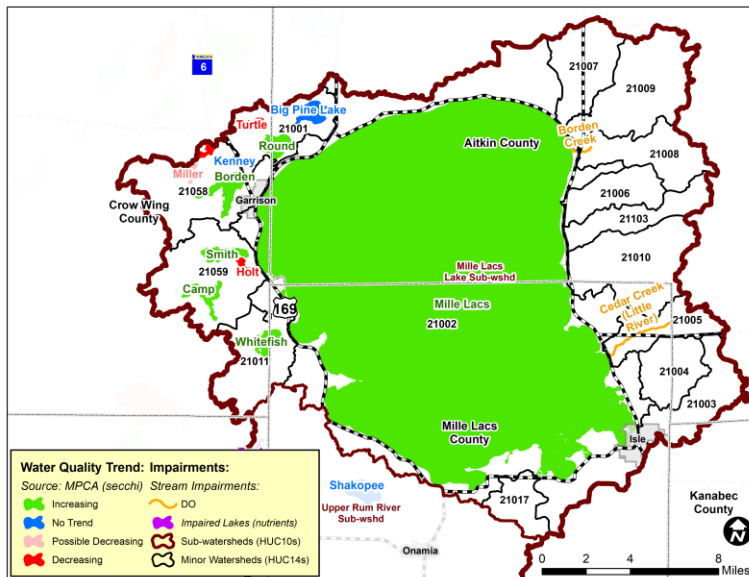 6
21007
21009
Big Pine Lake
Turtle
21001
Round
Borden
Creek
Aitkin County
21008
Kenney
Miller
Borden
21058
21006
Garrison
Crow Wing
County
21103
21010
Smith
21059
Holt
Mille Lacs
Lake Sub-wshd
Camp
169
Mille Lacs
21002
Cedar Creek
(Little
River)
21005
Whitefish
21011
21004
21003
Mille Lacs
County
Isle
Shakopee
Upper Rum River
Sub-wshd
21017
Kanabec
County
Onamia
N
Water Quality Trend:
Source: MPCA (secchi)
Increasing
No Trend
Possible Decreasing
Decreasing
Impairments:
Stream Impairments:
DO
Impaired Lakes (nutrients)
Sub-watersheds (HUC10s)
Minor Watersheds (HUC14s)
0 2 4 8
Miles